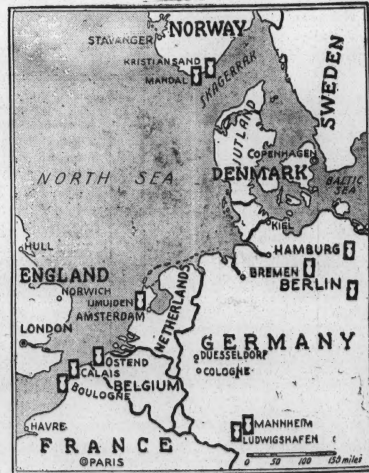 NORWAY
STAVANGER
KRISTIANSAND
MANDAL
SKAGERRAK
SWEDEN
JUTLAND
COPENHAGEN
DENMARK
NORTH SEA
BALTIC
SEA
KIEL
HULL
HAMBURG
BREMEN
BERLIN
ENGLAND
NORWICH
IJMUIDEN
AMSTERDAM
NETHERLANDS
LONDON
GERMANY
OSTEND
DUESSELDORF
CALAIS
COLOGNE
BELGIUM
BOULOGNE
HAVRE
MANNHEIM
LUDWIGSHAFEN
FRANCE
PARIS
0 50 100 150 miles